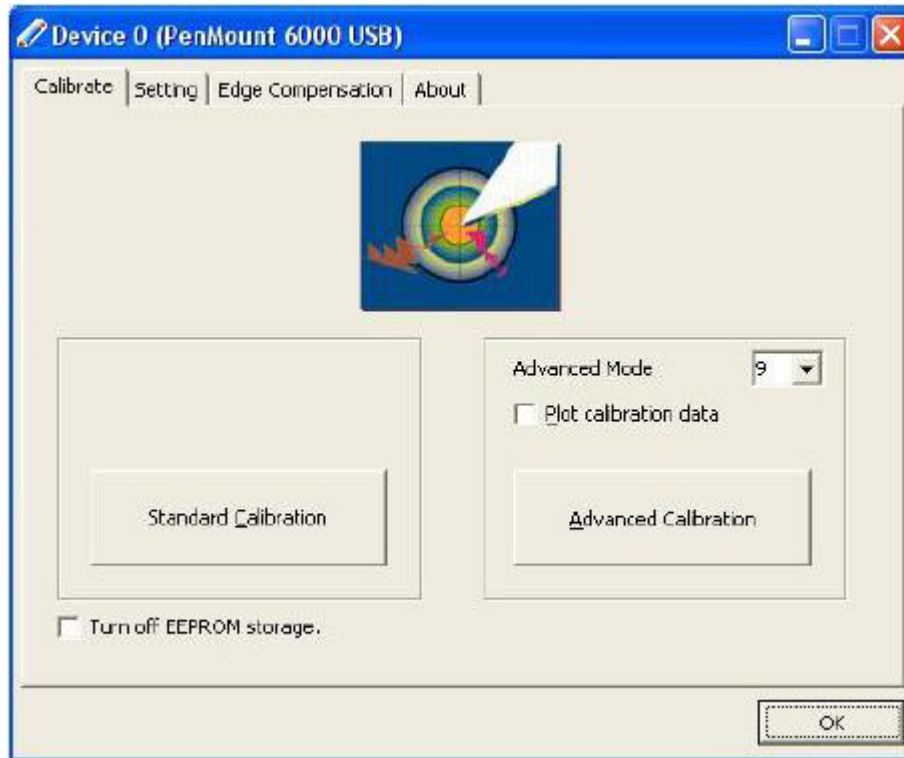 Device 0 (PenMount 6000 USB)
Calibrate Setting Edge Compensation About
Advanced Mode 9
Plot calibration data
Standard Calibration
Advanced Calibration
Turn off EEPROM storage.
OK